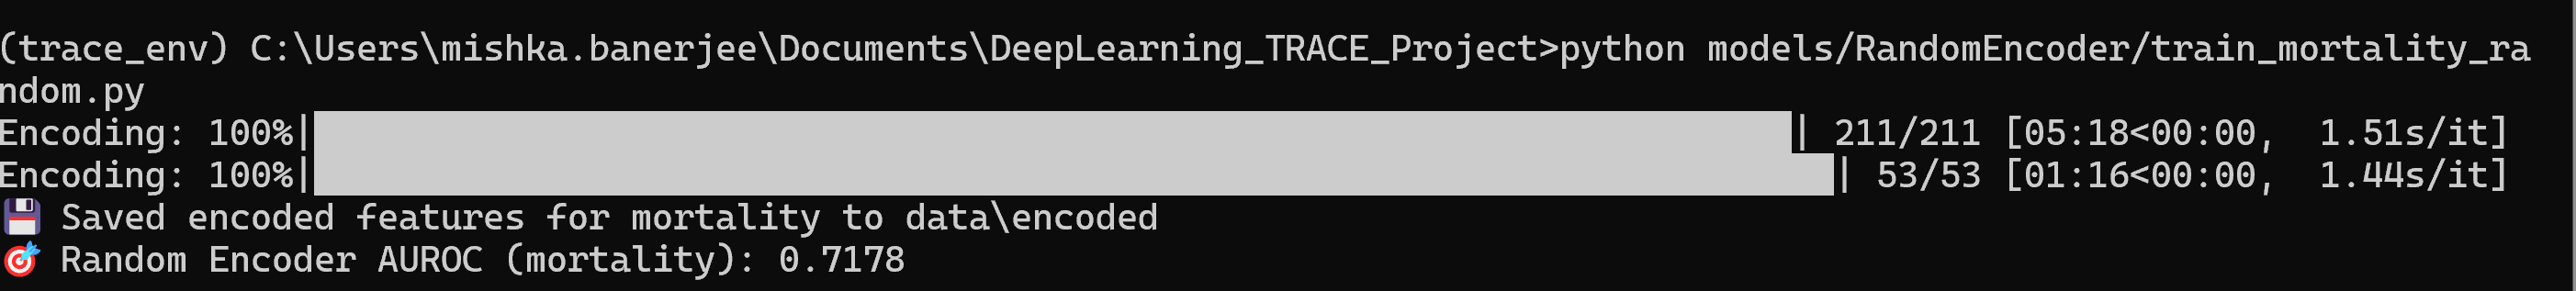 (trace_env) C:\Users\mishka.banerjee\Documents\DeepLearning_TRACE_Project>python models/RandomEncoder/train_mortality_ra
ndom.py
Encoding: 100%|| 211/211 [05:18<00:00,  1.51s/it]
Encoding: 100%|| 53/53 [01:16<00:00,  1.44s/it]
💾 Saved encoded features for mortality to data\encoded
🎯 Random Encoder AUROC (mortality): 0.7178